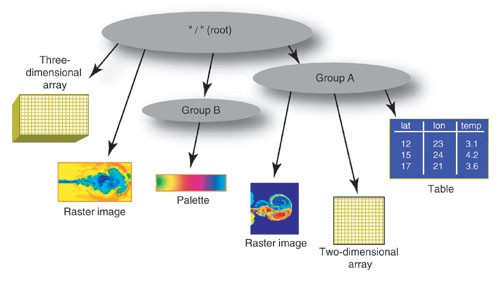 " / " (root)
Three-
dimensional
array
Group A
Group B
lat lon temp
12 23 3.1
15 24 4.2
17 21 3.6
Table
Raster image
Palette
Raster image
Two-dimensional
array